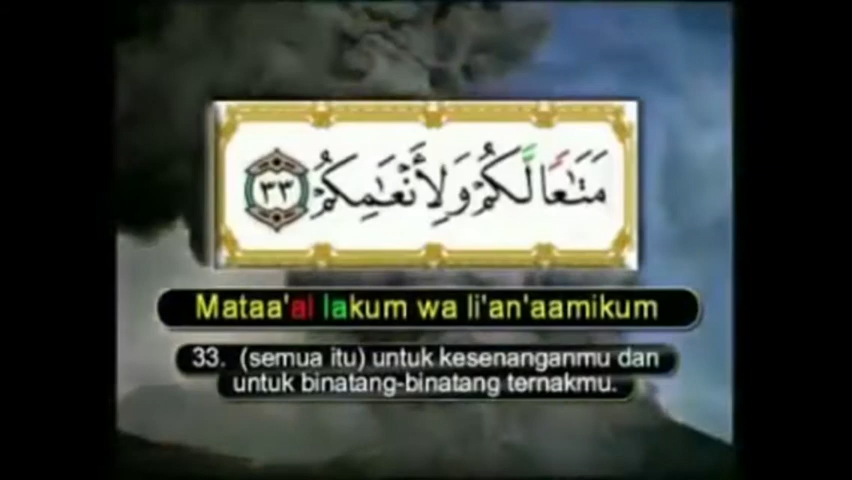 مَتَٰعًا لَّكُمْ وَلِأَنْعَٰمِكُمْ ٣٣
Mataa'al lakum wa li'an'aamikum
33. (semua itu) untuk kesenanganmu dan
untuk binatang-binatang ternakmu.